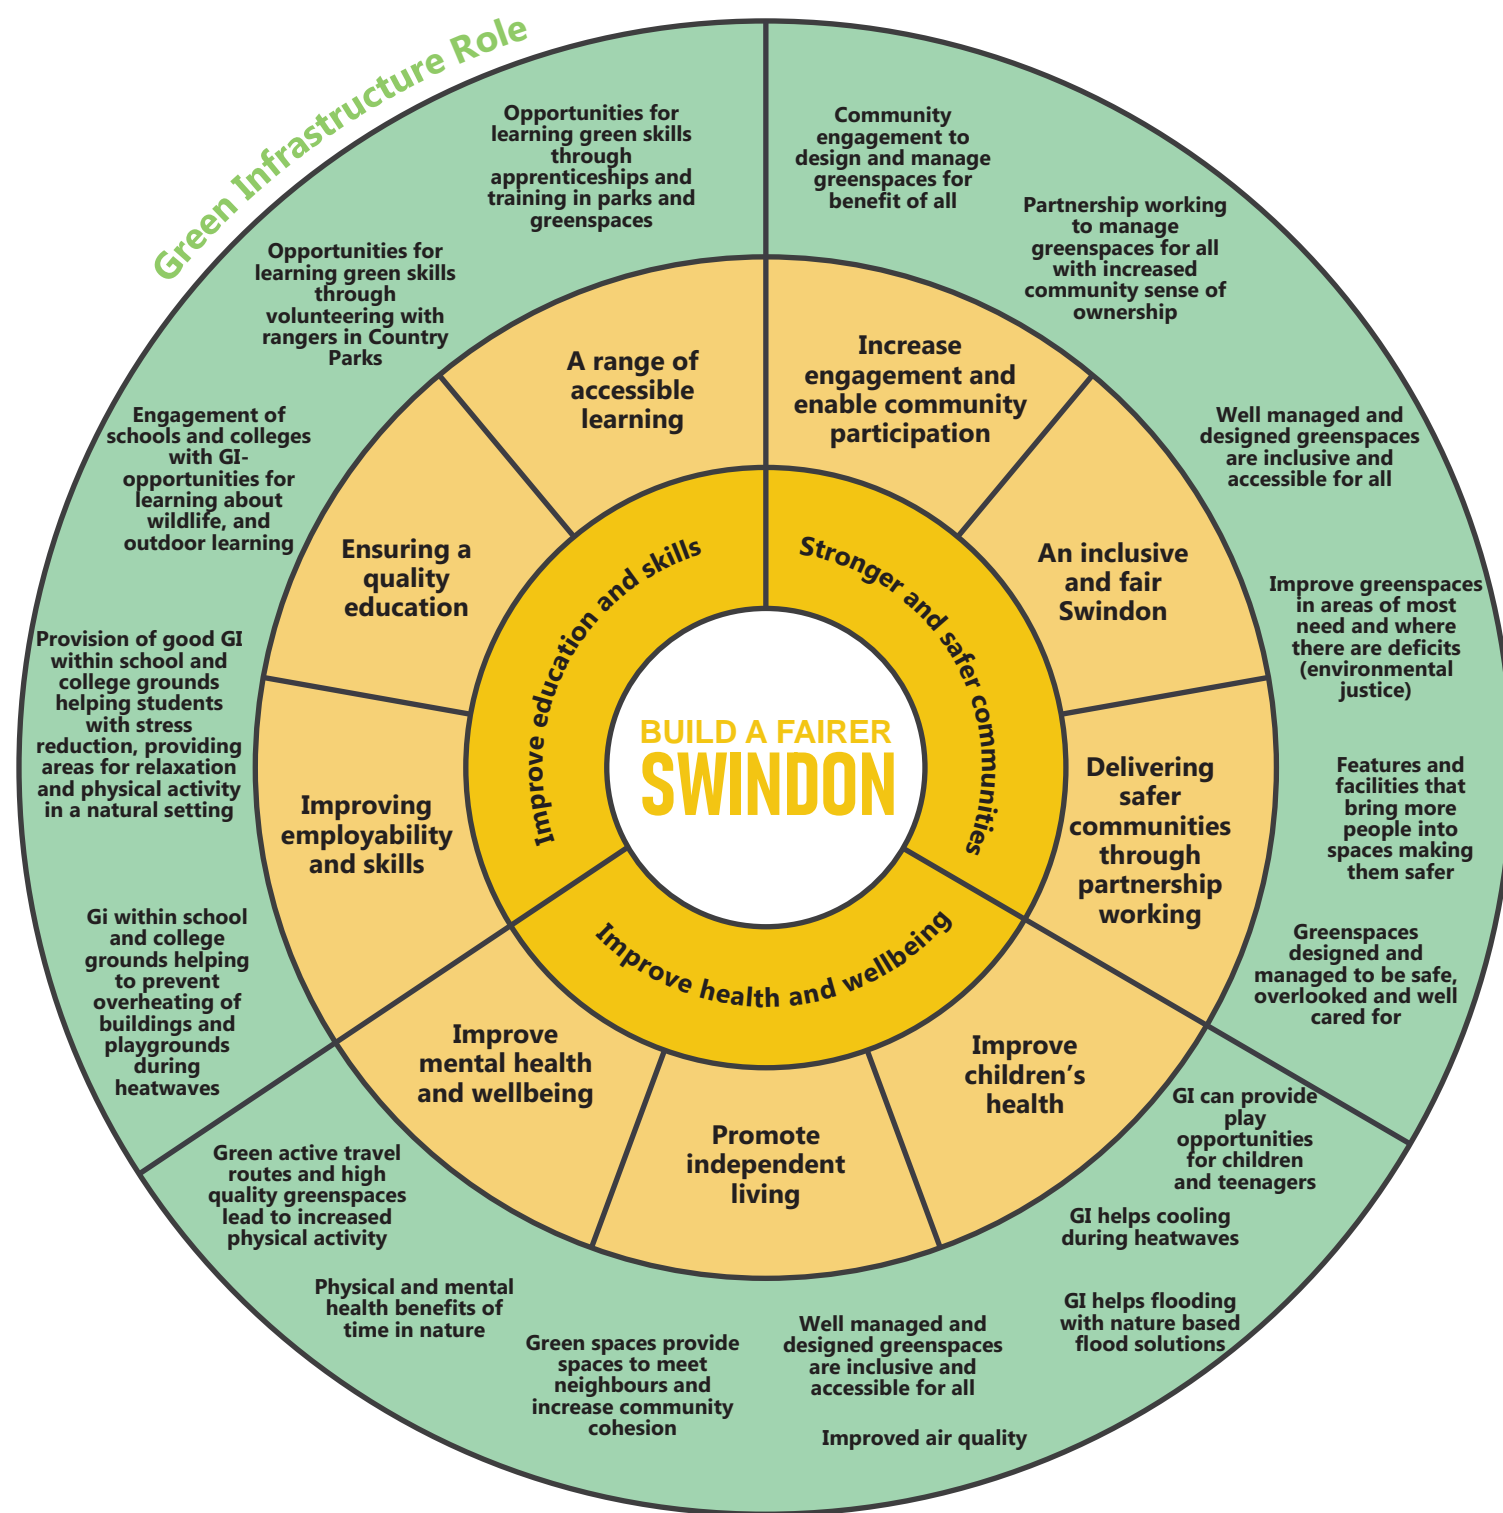 Green Infrastructure Role
Opportunities for
learning green skills
through
apprenticeships and
training in parks and
greenspaces
Opportunities for
learning green skills
through
volunteering with
rangers in Country
Parks
Engagement of
schools and colleges
with GI-
opportunities for
learning about
wildlife, and
outdoor learning
Provision of good GI
within school and
college grounds
helping students
with stress
reduction, providing
areas for relaxation
and physical activity
in a natural setting
Gi within school
and college
grounds helping
to prevent
overheating of
buildings and
playgrounds
during
heatwaves
Community
engagement to
design and manage
greenspaces for
benefit of all
Partnership working
to manage
greenspaces for all
with increased
community sense of
ownership
Well managed and
designed greenspaces
are inclusive and
accessible for all
Improve greenspaces
in areas of most
need and where
there are deficits
(environmental
justice)
Features and
facilities that
bring more
people into
spaces making
them safer
Greenspaces
designed and
managed to be safe,
overlooked and well
cared for
GI can provide
play
opportunities
for children
and teenagers
GI helps cooling
during heatwaves
GI helps flooding
with nature based
flood solutions
Well managed and
designed greenspaces
are inclusive and
accessible for all
Improved air quality
Green spaces provide
spaces to meet
neighbours and
increase community
cohesion
Physical and mental
health benefits of
time in nature
Green active travel
routes and high
quality greenspaces
lead to increased
physical activity
A range of
accessible
learning
Ensuring a
quality
education
Improving
employability
and skills
Increase
engagement and
enable community
participation
An inclusive
and fair
Swindon
Delivering
safer
communities
through
partnership
working
Improve
children’s
health
Promote
independent
living
Improve
mental health
and wellbeing
Improve education and skills
Stronger and safer communities
Improve health and wellbeing
BUILD A FAIRER
SWINDON